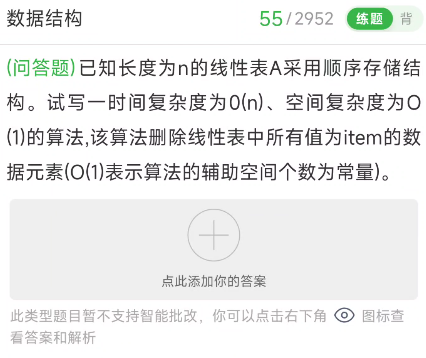 数据结构 55/2952 练题 背
(问答题)已知长度为n的线性表A采用顺序存储结
构。试写一时间复杂度为0(n)、空间复杂度为O
(1)的算法,该算法删除线性表中所有值为item的数
据元素(O(1)表示算法的辅助空间个数为常量)。
点此添加你的答案
此类型题目暂不支持智能批改，你可以点击右下角 图标查
看答案和解析